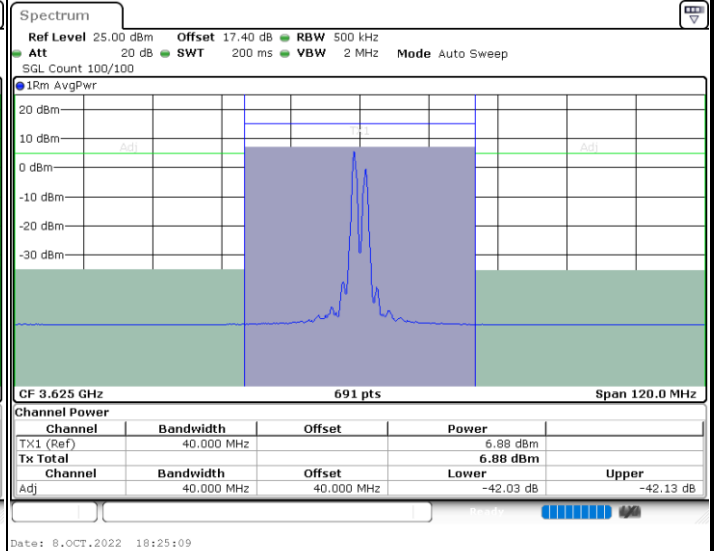 Spectrum
Ref Level 25.00 dBm Offset 17.40 dB RBW 500 kHz
Att 20 dB SWT 200 ms VBW 2 MHz Mode Auto Sweep
SGL Count 100/100
1Rm AvgPwr
20 dBm
TX1
10 dBm
Adj Adj
0 dBm
-10 dBm
-20 dBm
-30 dBm
CF 3.625 GHz 691 pts Span 120.0 MHz
Channel Power
Channel Bandwidth Offset Power
TX1 (Ref) 40.000 MHz 6.88 dBm
Tx Total 6.88 dBm
Channel Bandwidth Offset Lower Upper
Adj 40.000 MHz 40.000 MHz -42.03 dB -42.13 dB
Ready
Date: 8.OCT.2022 18:25:09